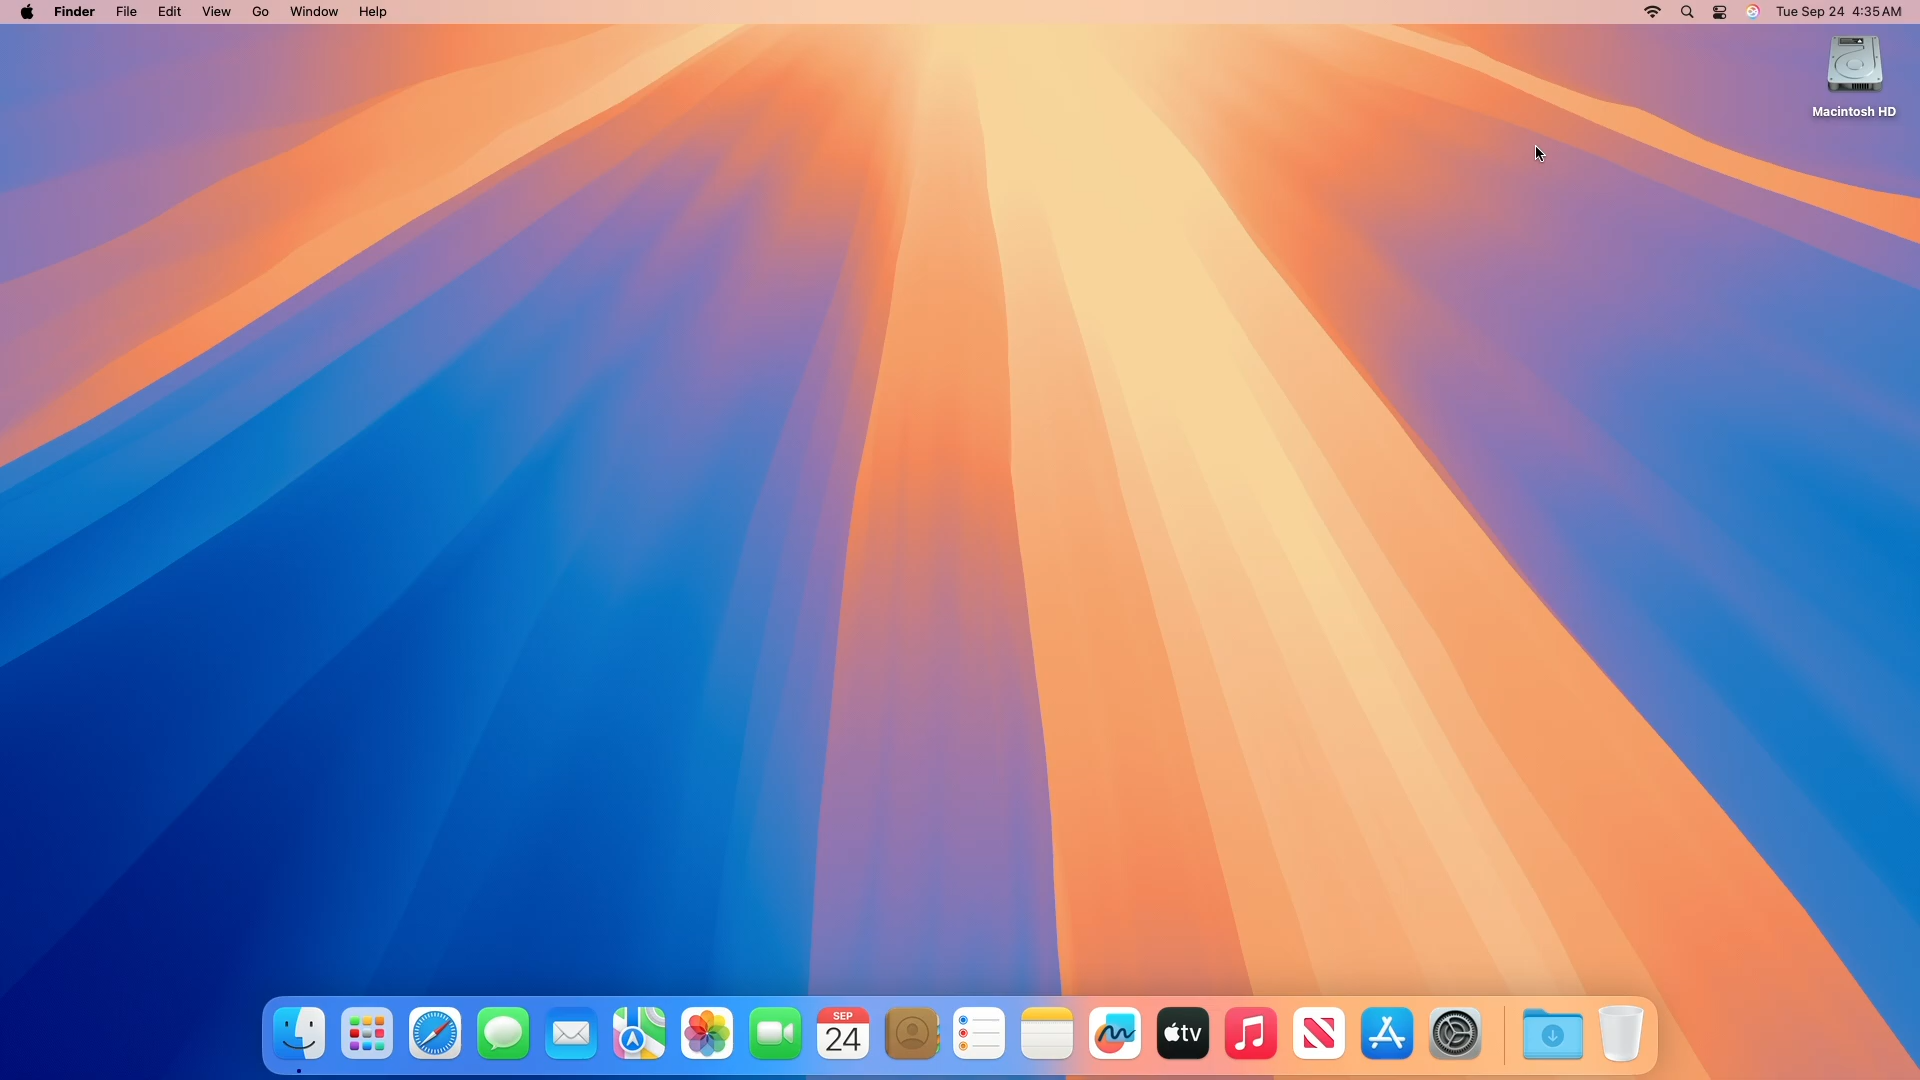 Finder File Edit View Go Window Help Tue Sep 24 4:35 AM
Macintosh HD
SEP
24
tv